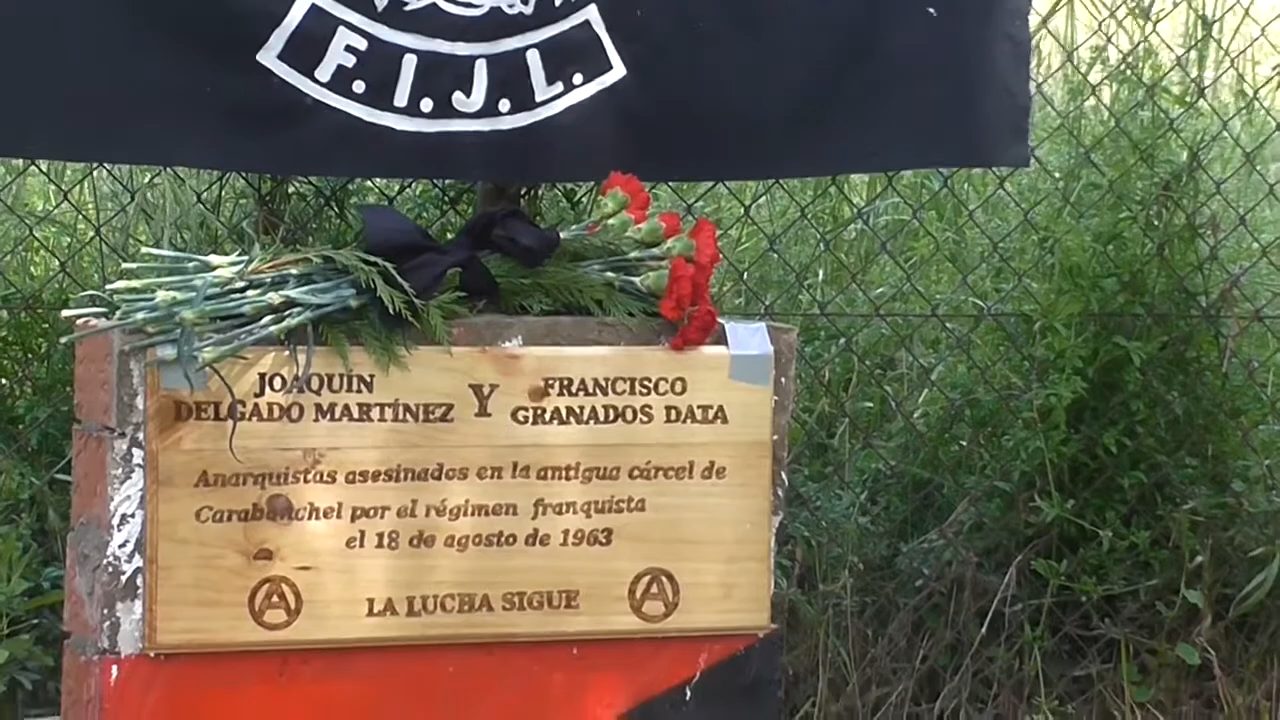 F.I.J.L.
JOAQUÍN
DELGADO MARTÍNEZ
Y
FRANCISCO
GRANADOS DATA
Anarquistas asesinados en la antigua cárcel de
Carabanchel por el régimen franquista
el 18 de agosto de 1963
LA LUCHA SIGUE